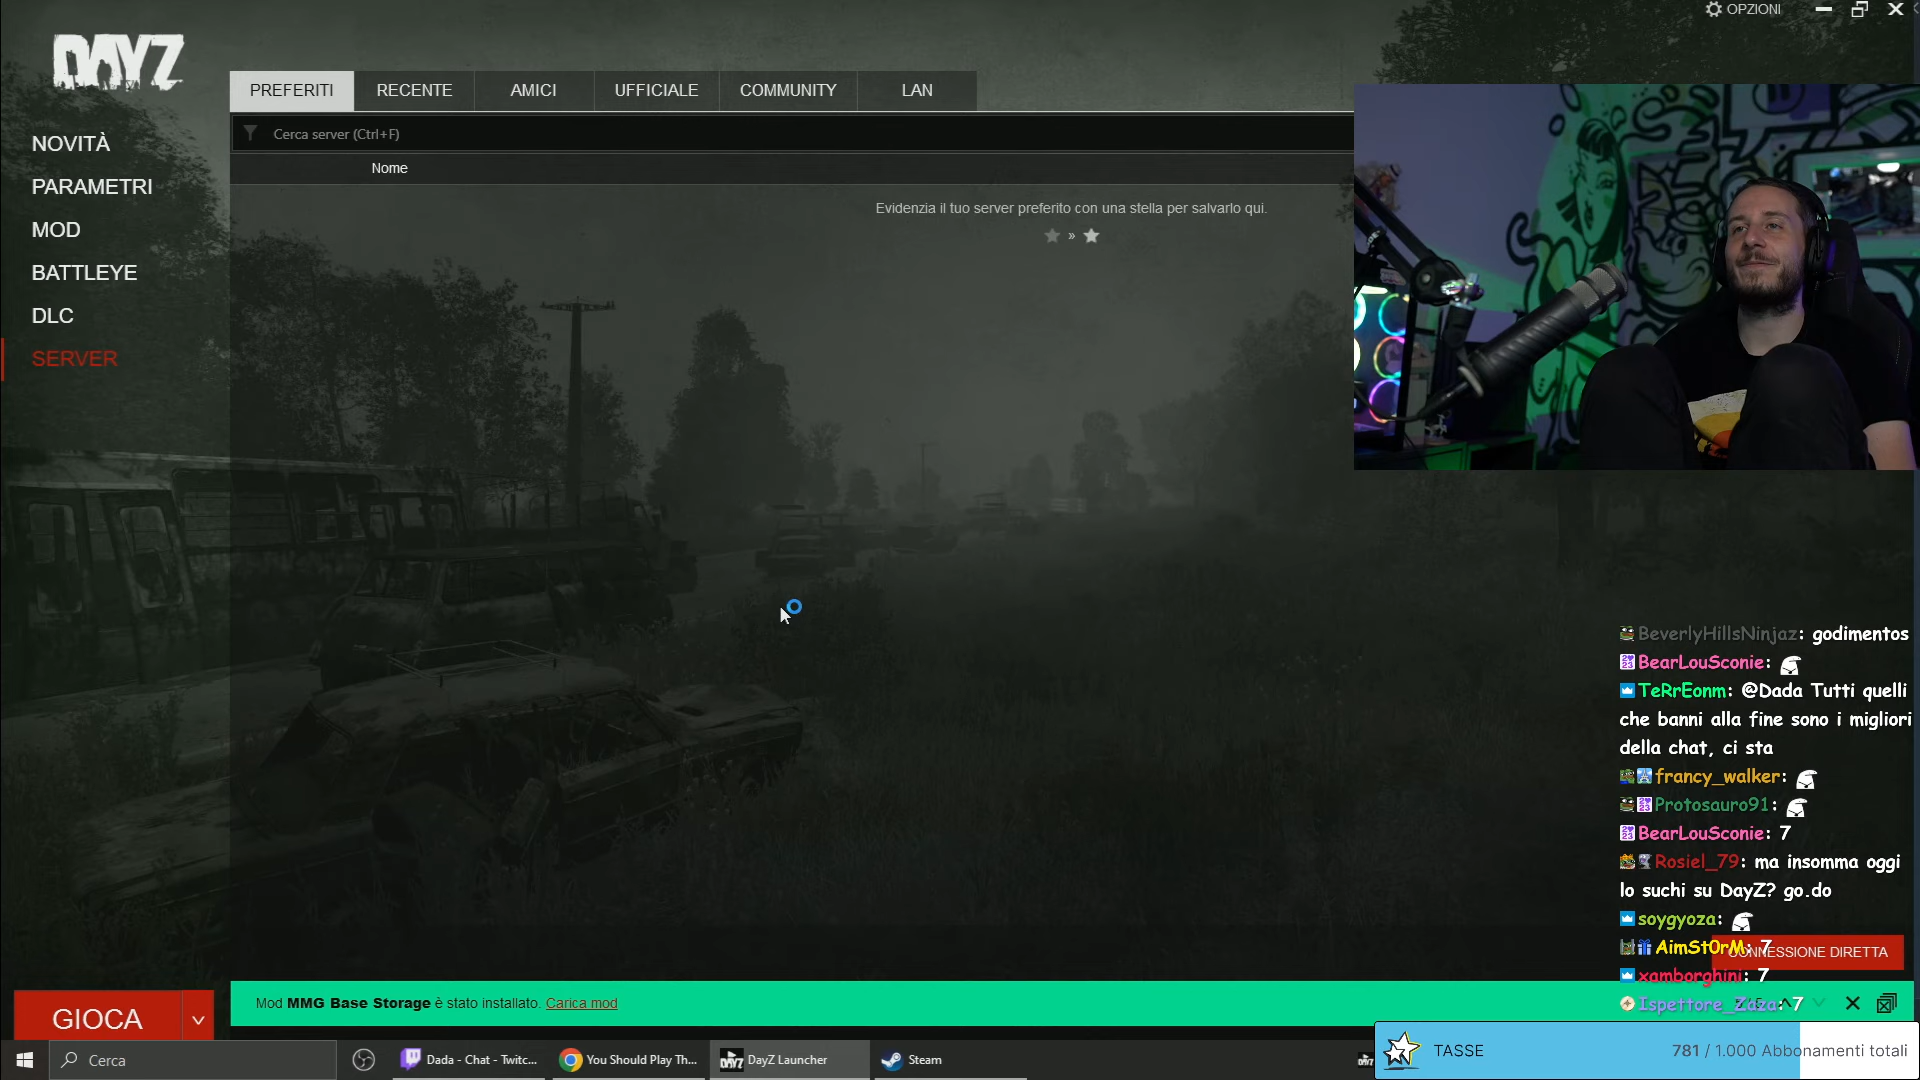 OPZIONI
DAYZ
PREFERITI
RECENTE
AMICI
UFFICIALE
COMMUNITY
LAN
Cerca server (Ctrl+F)
Nome
Evidenzia il tuo server preferito con una stella per salvarlo qui.
»
NOVITÀ
PARAMETRI
MOD
BATTLEYE
DLC
SERVER
BeverlyHillsNinjaz: godimentos
BearLouSconie:
TeRrEonm: @Dada Tutti quelli
che banni alla fine sono i migliori
della chat, ci sta
francy_walker:
Protosauro91:
BearLouSconie: 7
Rosiel_79: ma insomma oggi
lo suchi su DayZ? go.do
soygyoza:
AimSt0rM: 7
CONNESSIONE DIRETTA
xamborghini: 7
Ispettore_Zaza: 7
Mod MMG Base Storage è stato installato. Carica mod
GIOCA
TASSE
781 / 1.000 Abbonamenti totali
Cerca
Dada - Chat - Twitc...
You Should Play Th...
DayZ Launcher
Steam